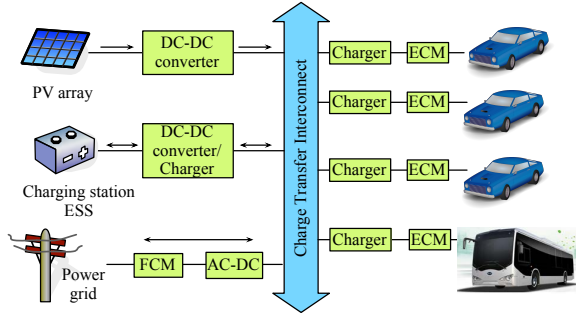 PV array
DC-DC
converter
Charging station
ESS
DC-DC
converter/
Charger
Power
grid
FCM
AC-DC
Charge Transfer Interconnect
Charger
ECM
Charger
ECM
Charger
ECM
Charger
ECM